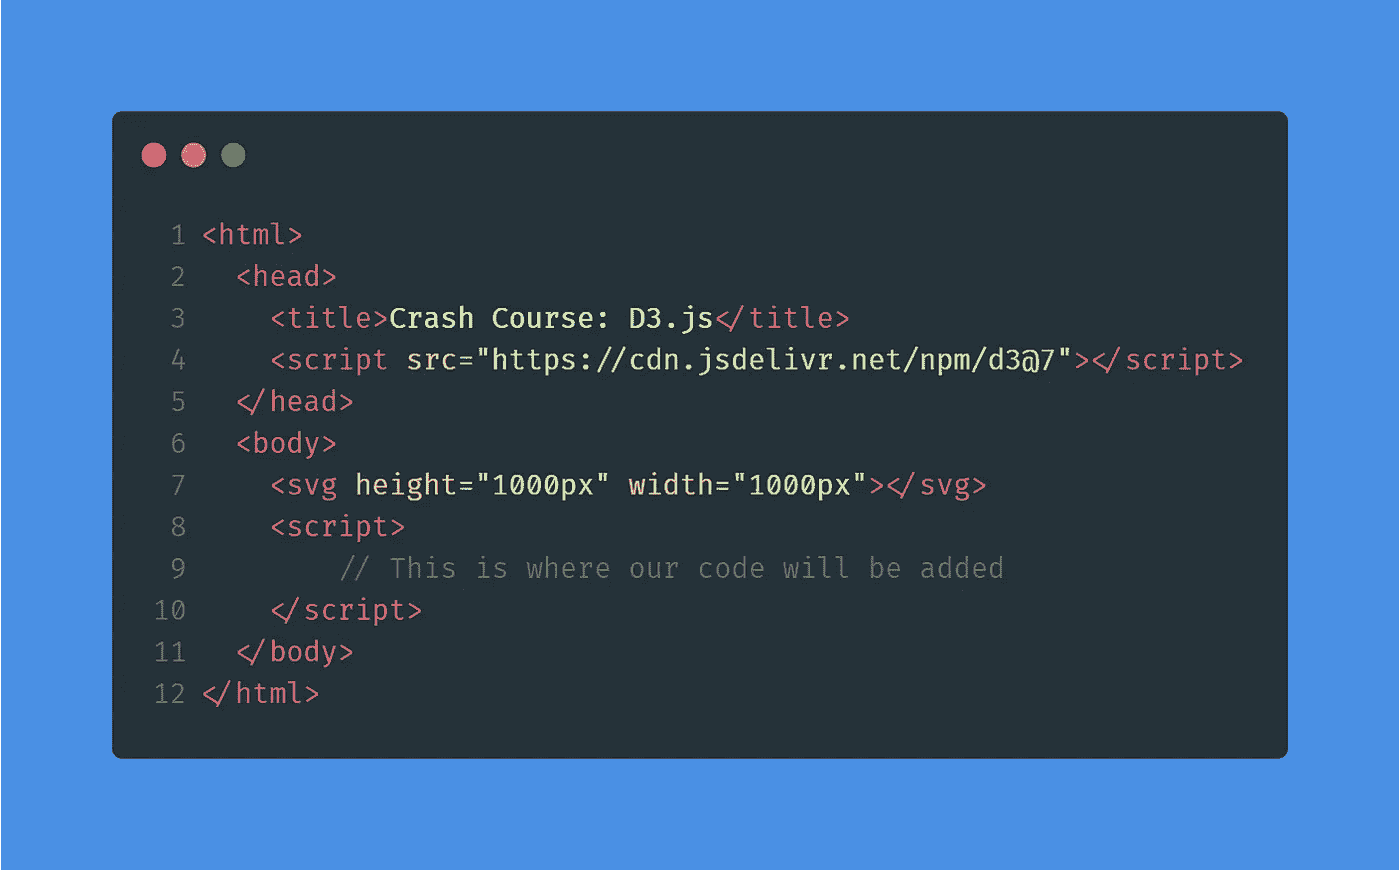 1 <html>
2   <head>
3     <title>Crash Course: D3.js</title>
4     <script src="https://cdn.jsdelivr.net/npm/d3@7"></script>
5   </head>
6   <body>
7     <svg height="1000px" width="1000px"></svg>
8     <script>
9         // This is where our code will be added
10     </script>
11   </body>
12 </html>